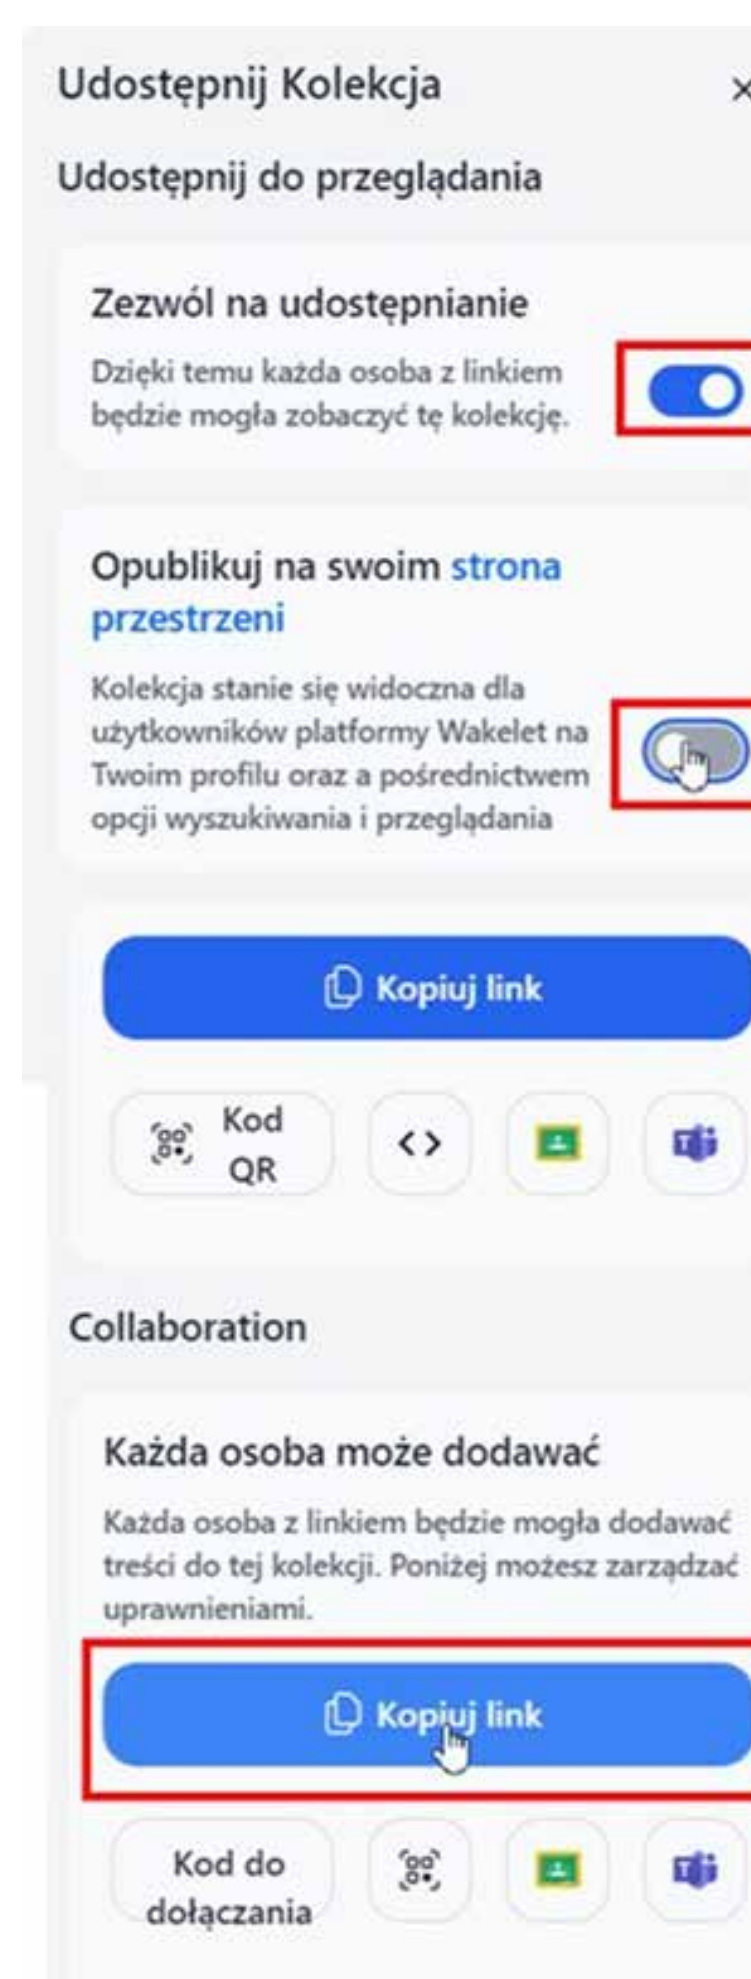 Udostępnij Kolekcja
Udostępnij do przeglądania
Zezwól na udostępnianie
Dzięki temu każda osoba z linkiem
będzie mogła zobaczyć tę kolekcję.
Opublikuj na swoim strona
przestrzeni
Kolekcja stanie się widoczna dla
użytkowników platformy Wakelet na
Twoim profilu oraz a pośrednictwem
opcji wyszukiwania i przeglądania
Kopiuj link
Kod
QR
Collaboration
Każda osoba może dodawać
Każda osoba z linkiem będzie mogła dodawać
treści do tej kolekcji. Poniżej możesz zarządzać
uprawnieniami.
Kopiuj link
Kod do
dołączania